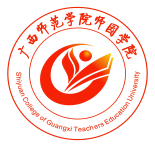 广西师范学院师园学院
Shiyuan College of Guangxi Teachers Education University